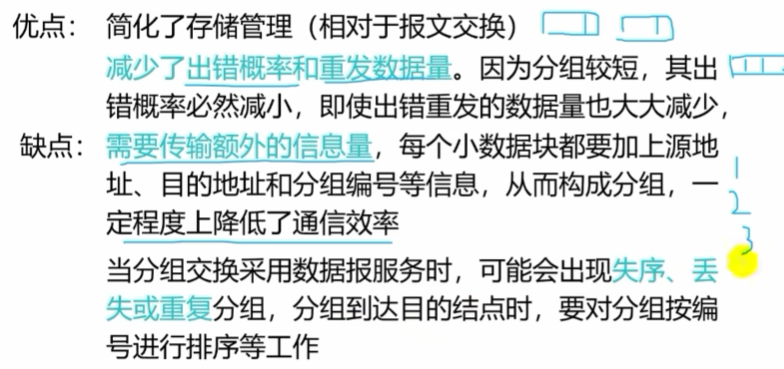 优点： 简化了存储管理（相对于报文交换）
减少了出错概率和重发数据量。因为分组较短，其出
错概率必然减小，即使出错重发的数据量也大大减少，
缺点： 需要传输额外的信息量，每个小数据块都要加上源地
址、目的地址和分组编号等信息，从而构成分组，一
定程度上降低了通信效率
当分组交换采用数据报服务时，可能会出现失序、丢
失或重复分组，分组到达目的结点时，要对分组按编
号进行排序等工作
1
2
3